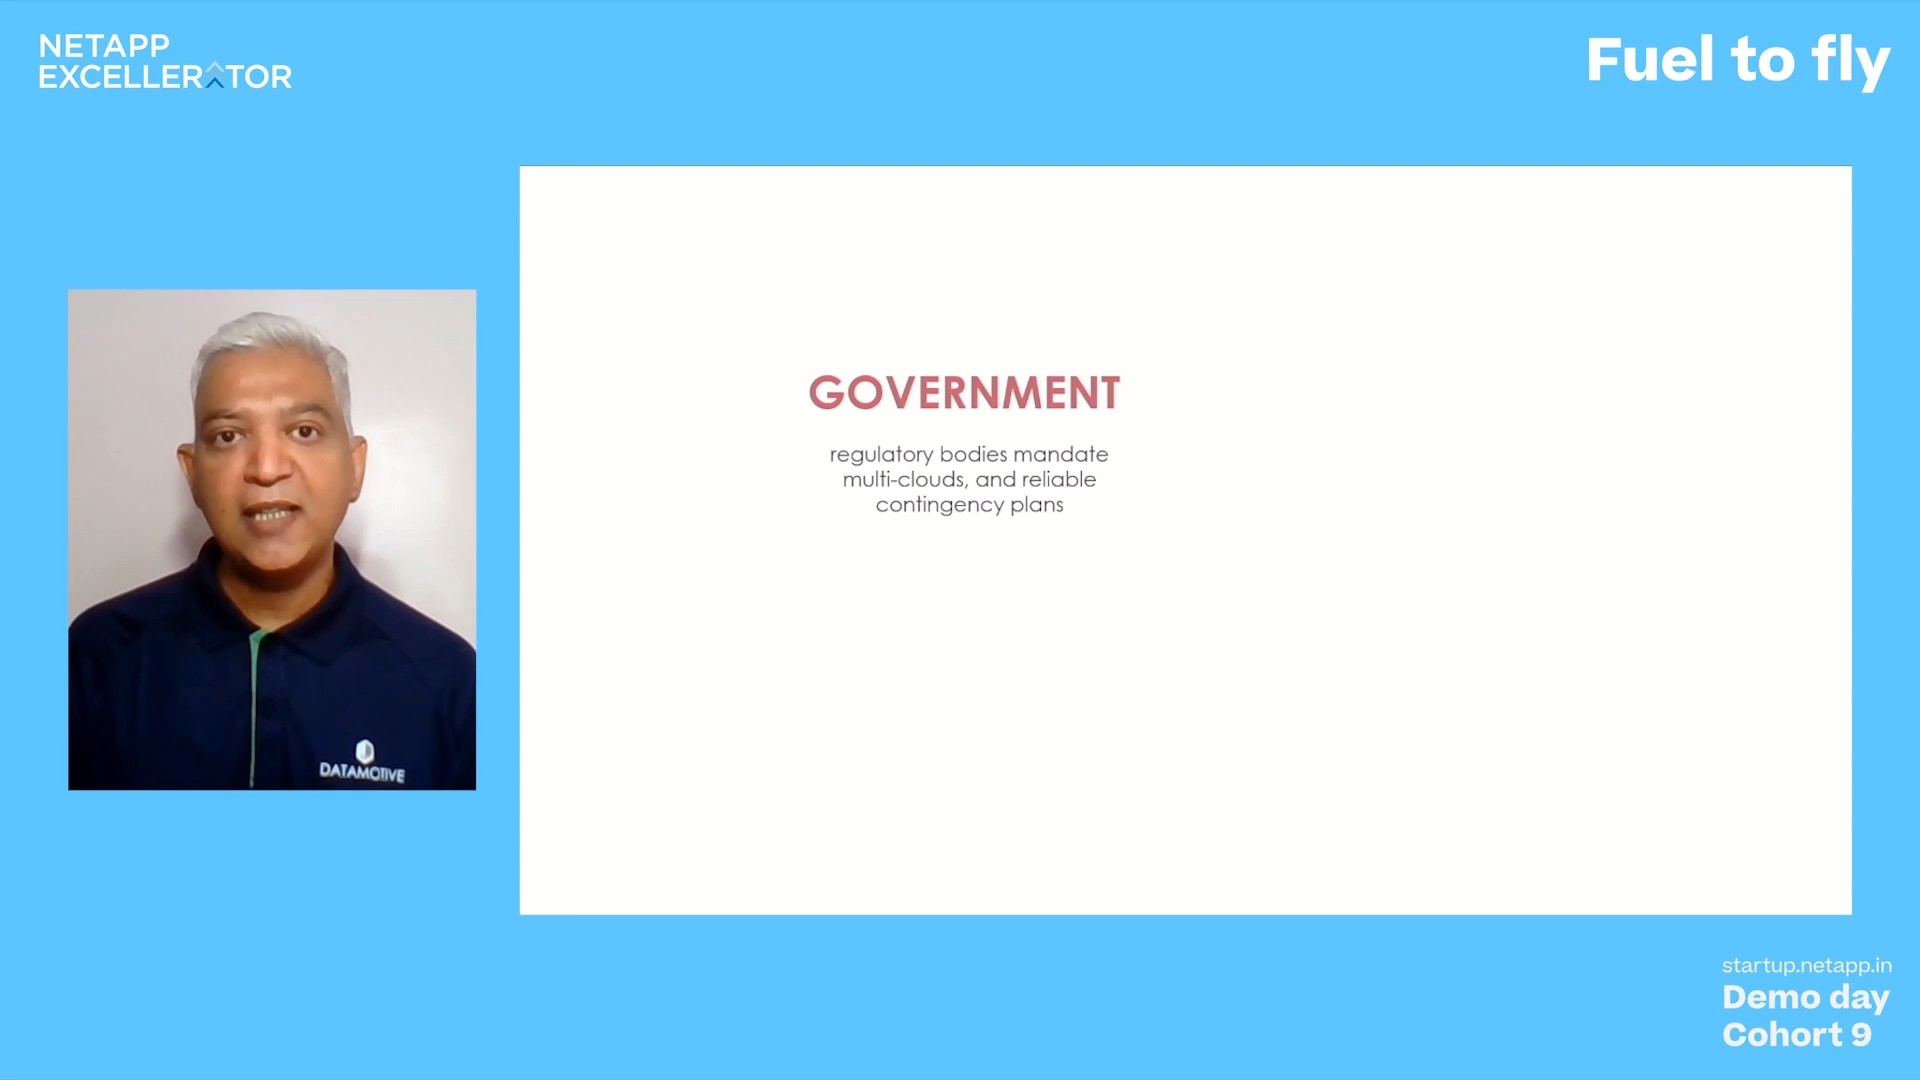 NETAPP
EXCELLERATOR
Fuel to fly
GOVERNMENT
regulatory bodies mandate
multi-clouds, and reliable
contingency plans
DATAMOTIVE
startup.netapp.in
Demo day
Cohort 9